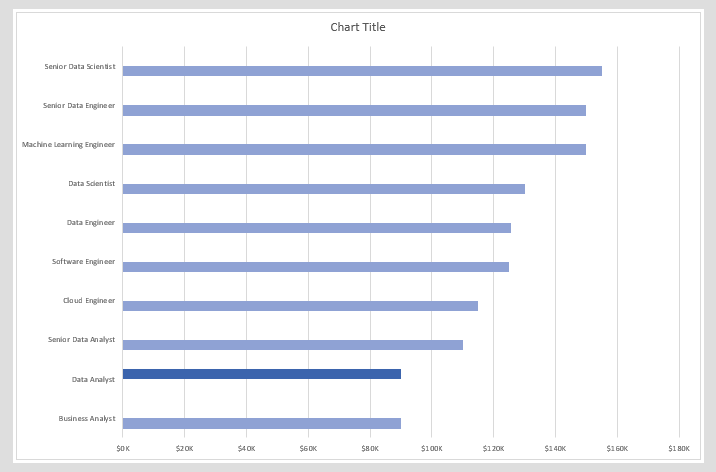 Chart Title
Senior Data Scientist
Senior Data Engineer
Machine Learning Engineer
Data Scientist
Data Engineer
Software Engineer
Cloud Engineer
Senior Data Analyst
Data Analyst
Business Analyst
$0K $20K $40K $60K $80K $100K $120K $140K $160K $180K